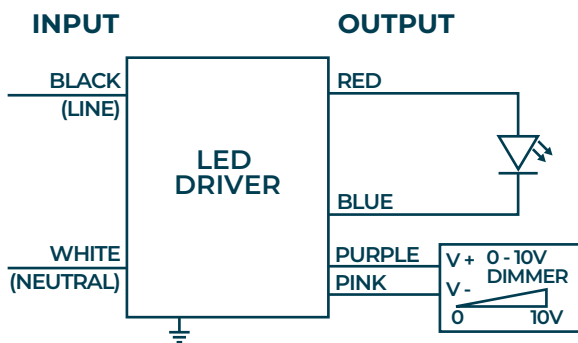 INPUT
OUTPUT
BLACK
(LINE)
WHITE
(NEUTRAL)
LED
DRIVER
RED
BLUE
PURPLE
PINK
V + 0 - 10V
DIMMER
V -
0 10V